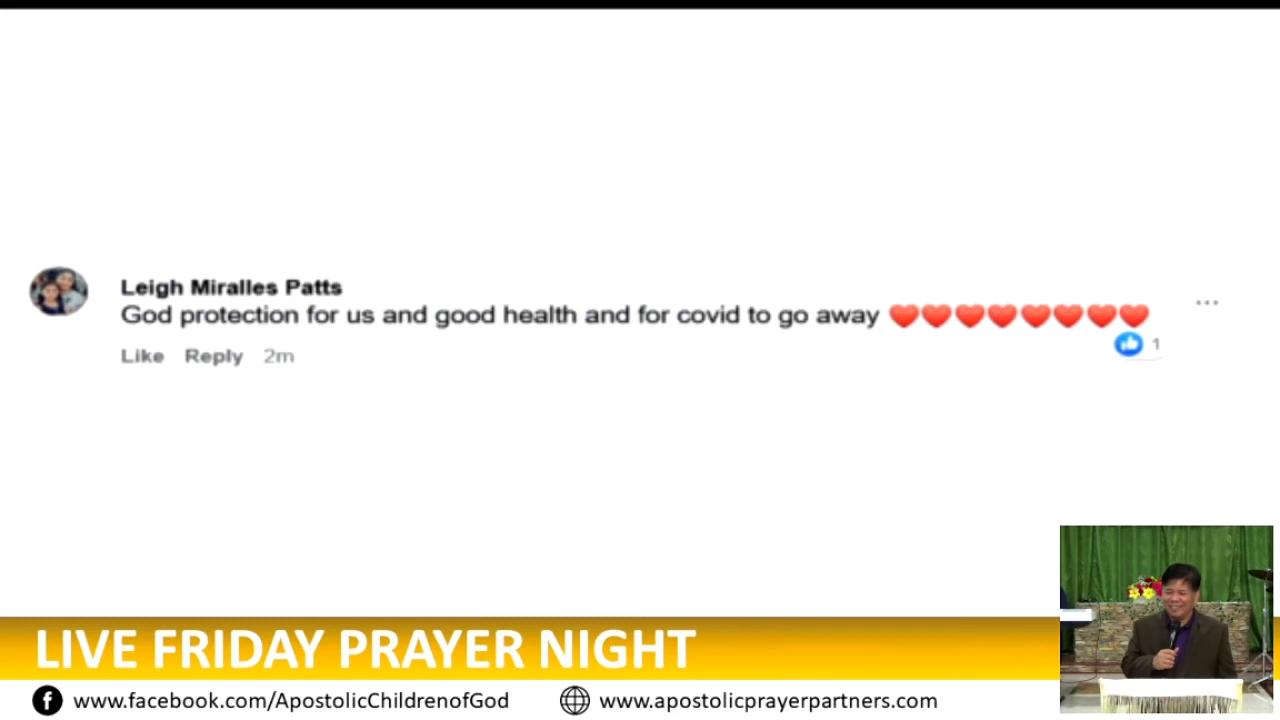 Leigh Miralles Patts
God protection for us and good health and for covid to go away ❤️❤️❤️❤️❤️❤️❤️❤️
1
Like Reply 2m
LIVE FRIDAY PRAYER NIGHT
www.facebook.com/ApostolicChildrenofGod www.apostolicprayerpartners.com